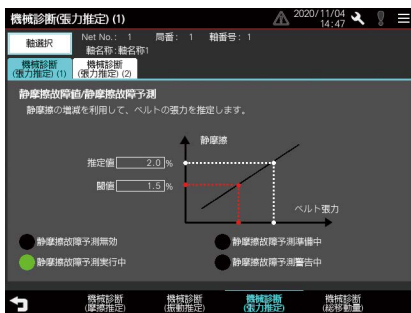 機械診断(張力推定) (1)
2020/11/04
14:47
軸選択
Net No.: 1 局番: 1 軸番号: 1
軸名称:軸名称1
機械診断
(張力推定) (1)
機械診断
(張力推定) (2)
静摩擦故障値/静摩擦故障予測
静摩擦の増減を利用して、ベルトの張力を推定します。
静摩擦
推定値 2.0 %
閾値 1.5 %
ベルト張力
静摩擦故障予測無効
静摩擦故障予測準備中
静摩擦故障予測実行中
静摩擦故障予測警告中
機械診断
(摩擦推定)
機械診断
(振動推定)
機械診断
(張力推定)
機械診断
(総移動量)